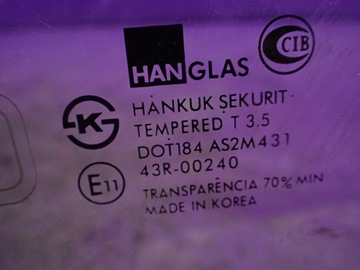 HANGLAS
CIB
HANKUK SEKURIT
TEMPERED T 3.5
DOT184 AS2M431
43R-00240
E11
TRANSPARÊNCIA 70% MIN
MADE IN KOREA